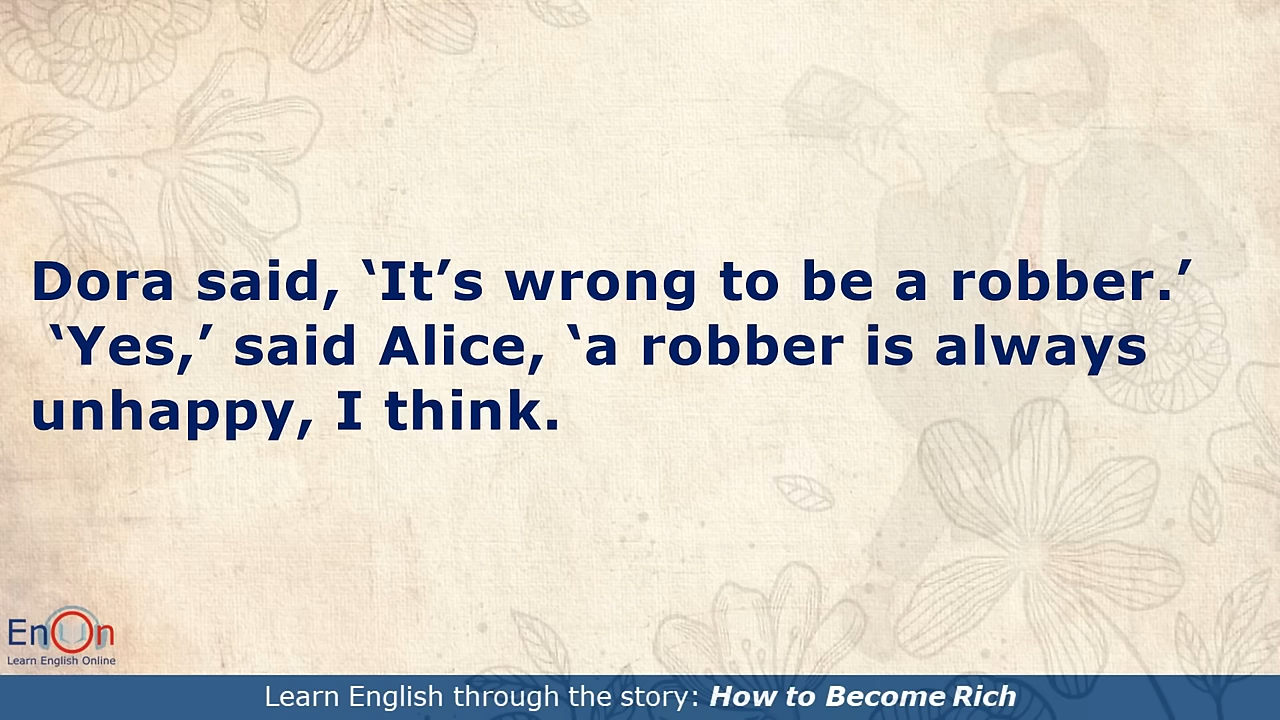 Dora said, ‘It’s wrong to be a robber.’
‘Yes,’ said Alice, ‘a robber is always
unhappy, I think.
EnOn
Learn English Online
Learn English through the story: How to Become Rich